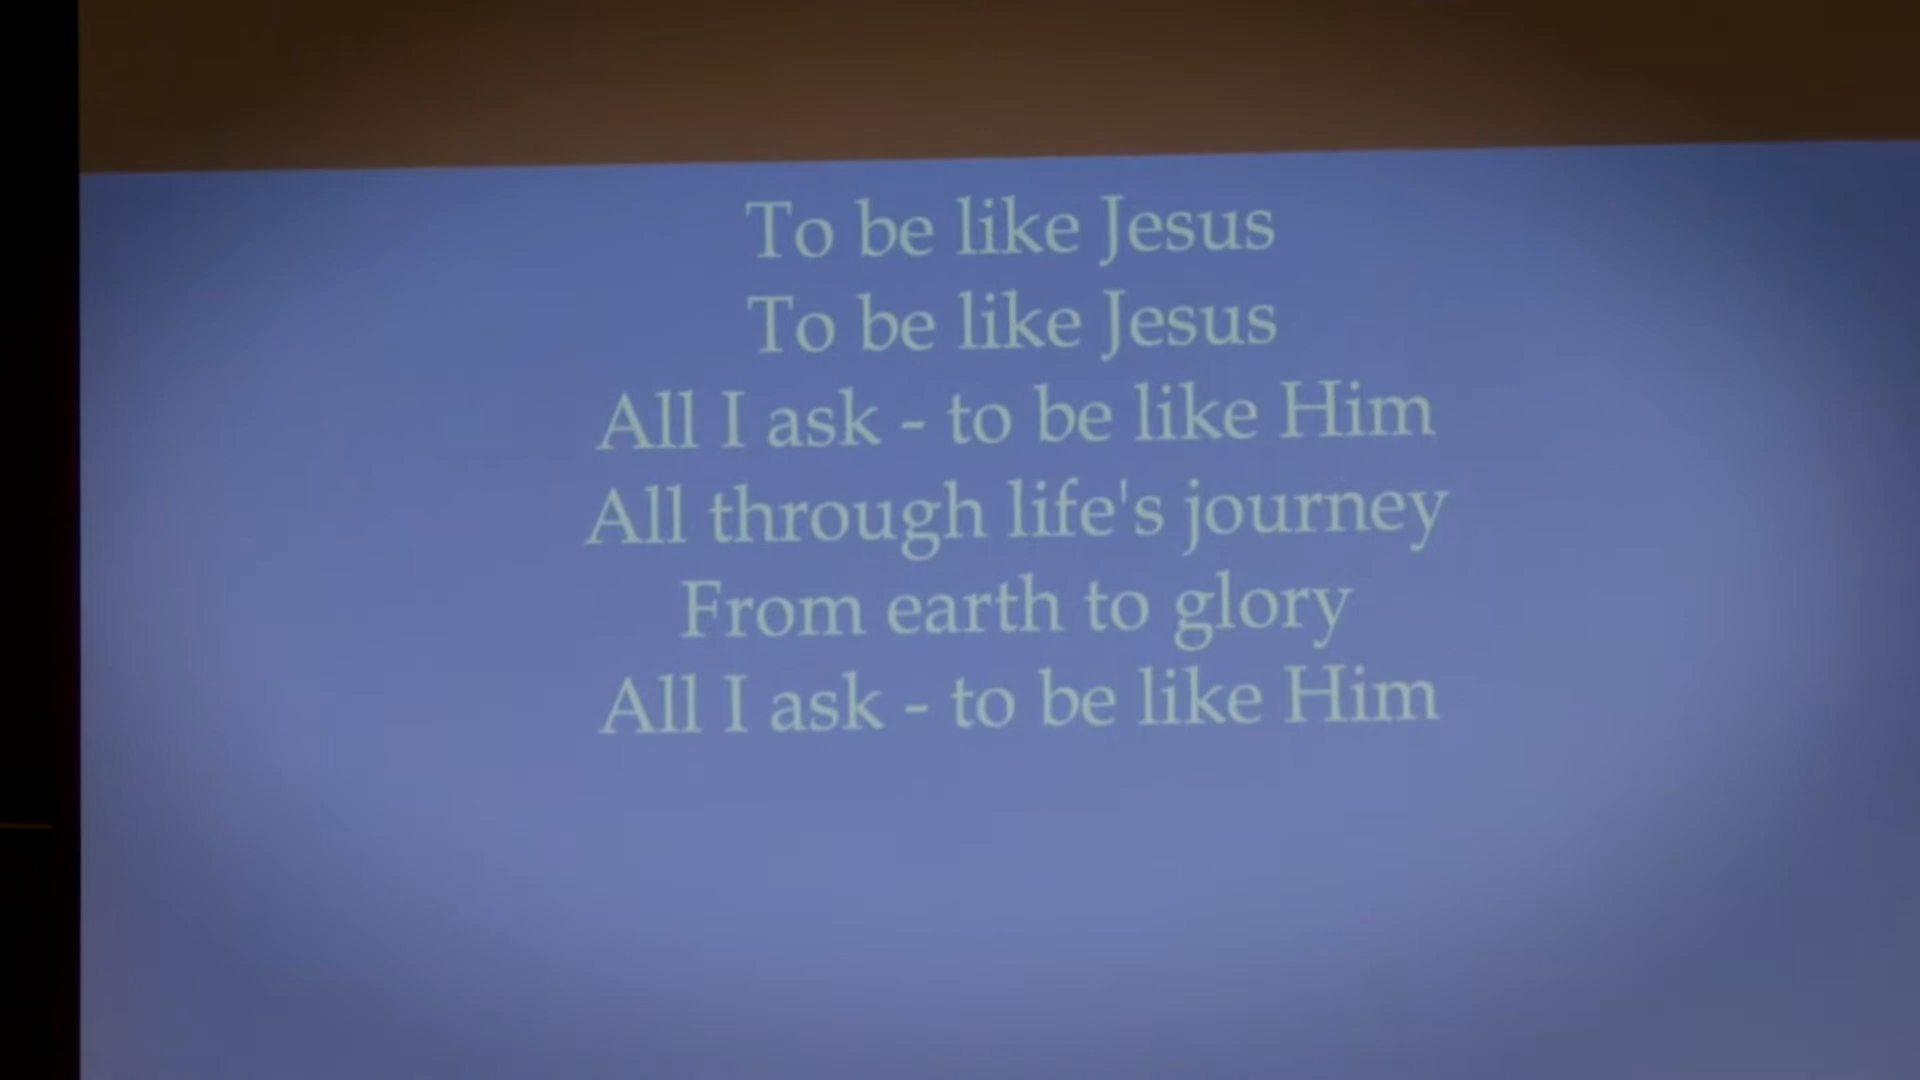 To be like Jesus
To be like Jesus
All I ask - to be like Him
All through life's journey
From earth to glory
All I ask - to be like Him